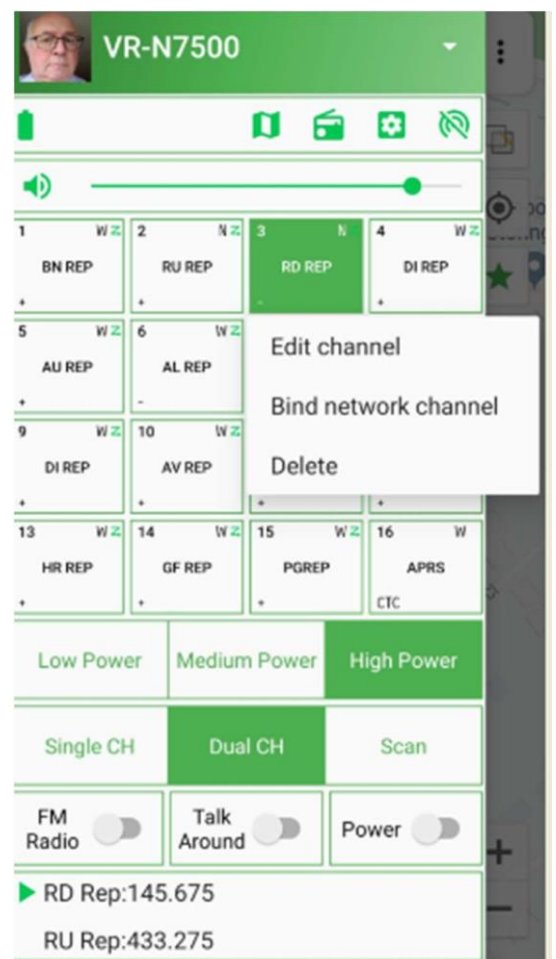 VR-N7500
1 W Z 2 N Z 3 N 4 W Z
BN REP RU REP RD REP DI REP
+ + - +
5 W Z 6 W Z
AU REP AL REP
+ -
Edit channel
Bind network channel
Delete
9 W Z 10 W Z
DI REP AV REP
+ + + +
13 W Z 14 W Z 15 W Z 16 W
HR REP GF REP PGREP APRS
+ + + CTC
Low Power Medium Power High Power
Single CH Dual CH Scan
FM Radio Talk Around Power
RD Rep:145.675
RU Rep:433.275